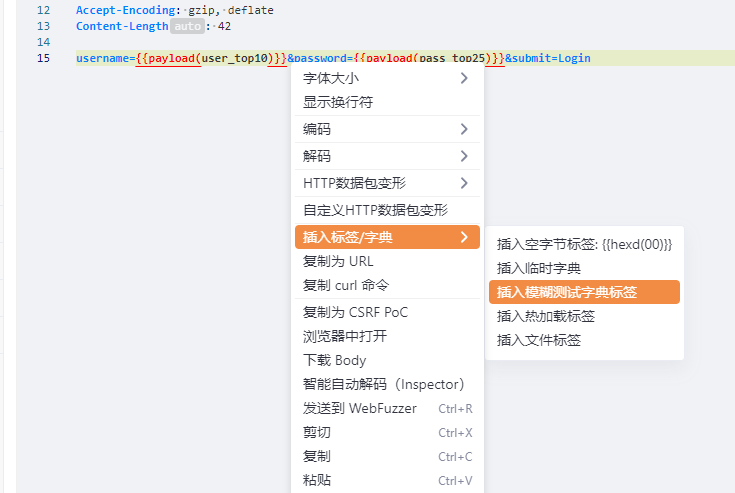 12 Accept-Encoding: gzip, deflate
13 Content-Length auto : 42
14
15 username={{payload(user_top10)}}&password={{payload(pass_top25)}}&submit=Login
字体大小
显示换行符
编码
解码
HTTP数据包变形
自定义HTTP数据包变形
插入标签/字典
复制为 URL
复制 curl 命令
复制为 CSRF PoC
浏览器中打开
下载 Body
智能自动解码（Inspector）
发送到 WebFuzzer Ctrl+R
剪切 Ctrl+X
复制 Ctrl+C
粘贴 Ctrl+V
插入空字节标签: {{hexd(00)}}
插入临时字典
插入模糊测试字典标签
插入热加载标签
插入文件标签